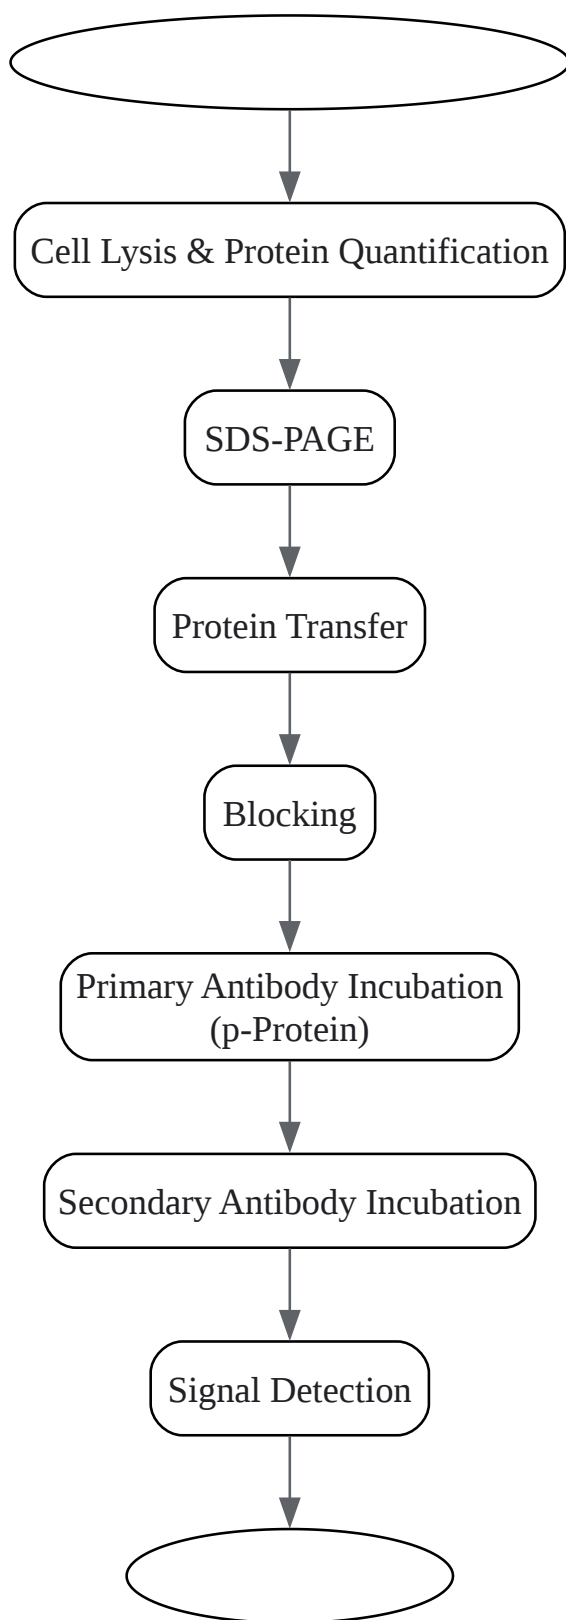 Cell Lysis & Protein Quantification
SDS-PAGE
Protein Transfer
Blocking
Primary Antibody Incubation
(p-Protein)
Secondary Antibody Incubation
Signal Detection